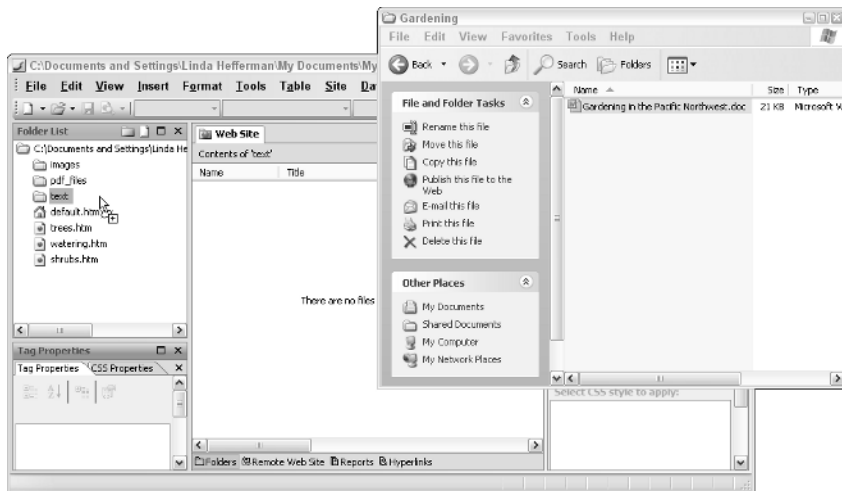 Gardening
File Edit View Favorites Tools Help
Back Search Folders
Name Size Type
Gardening in the Pacific Northwest.doc 21 KB Microsoft W
File and Folder Tasks
Rename this file
Move this file
Copy this file
Publish this file to the
Web
E-mail this file
Print this file
Delete this file
Other Places
My Documents
Shared Documents
My Computer
My Network Places
C:\Documents and Settings\Linda Hefferman\My Documents\My
File Edit View Insert Format Tools Table Site Da
Folder List
C:\Documents and Settings\Linda He
images
pdf_files
text
default.htm
trees.htm
watering.htm
shrubs.htm
Web Site
Contents of 'text'
Name Title
There are no files
Tag Properties
Tag Properties CSS Properties
Select CSS style to apply:
Folders Remote Web Site Reports Hyperlinks